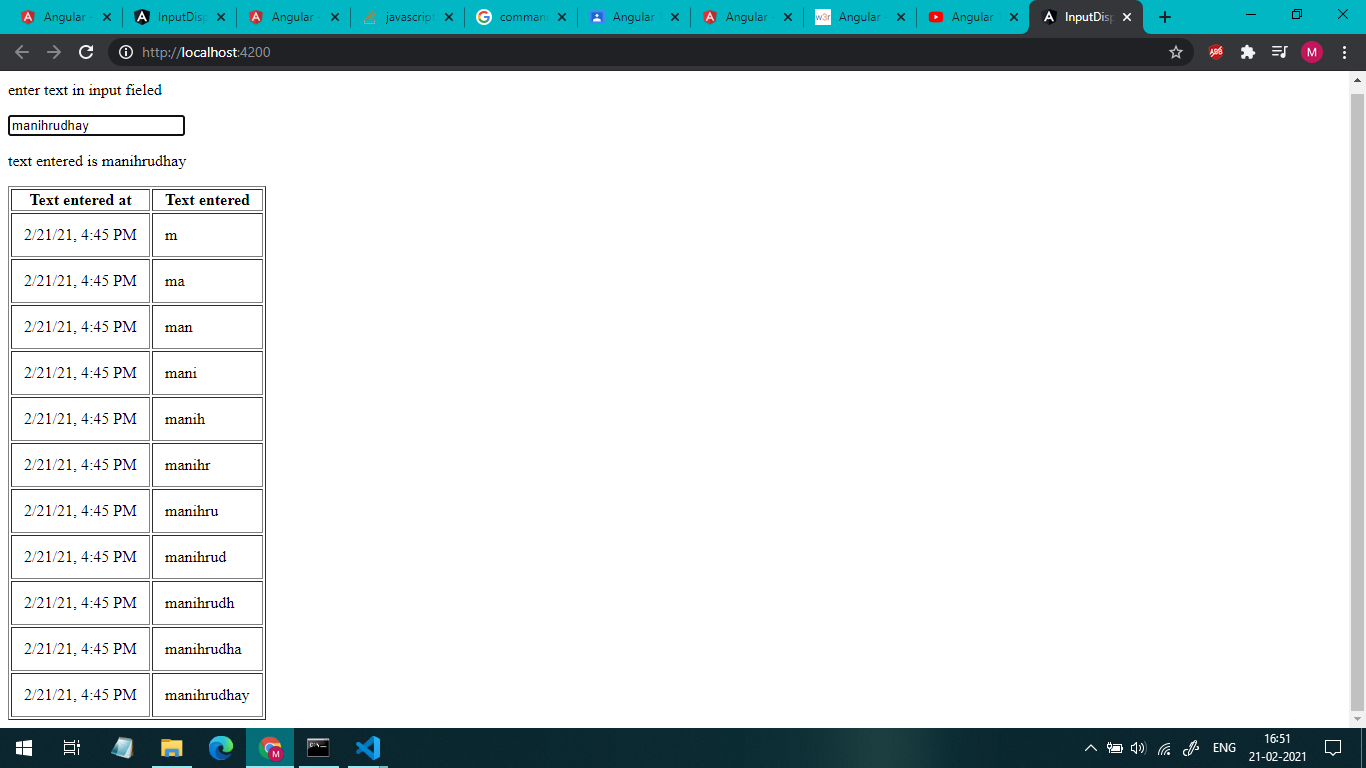 Angular
InputDisp
Angular
javascript
comman
Angular
Angular
Angular
Angular
InputDisp
http://localhost:4200
M
enter text in input fieled
manihrudhay
text entered is manihrudhay
Text entered at Text entered
2/21/21, 4:45 PM m
2/21/21, 4:45 PM ma
2/21/21, 4:45 PM man
2/21/21, 4:45 PM mani
2/21/21, 4:45 PM manih
2/21/21, 4:45 PM manihr
2/21/21, 4:45 PM manihru
2/21/21, 4:45 PM manihrud
2/21/21, 4:45 PM manihrudh
2/21/21, 4:45 PM manihrudha
2/21/21, 4:45 PM manihrudhay
ENG
16:51
21-02-2021